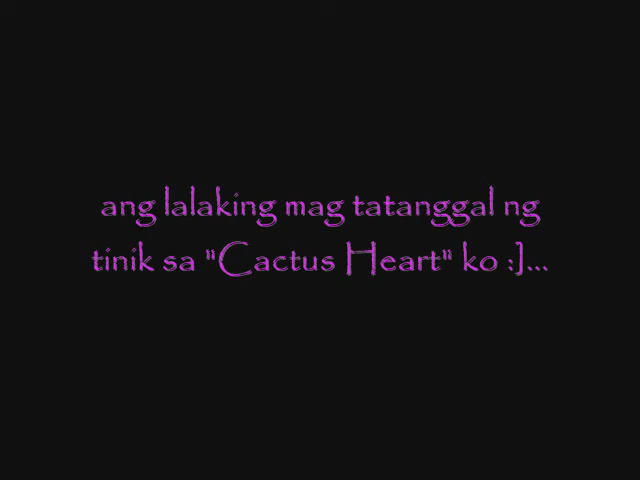 ang lalaking mag tatanggal ng
tinik sa "Cactus Heart" ko :]...